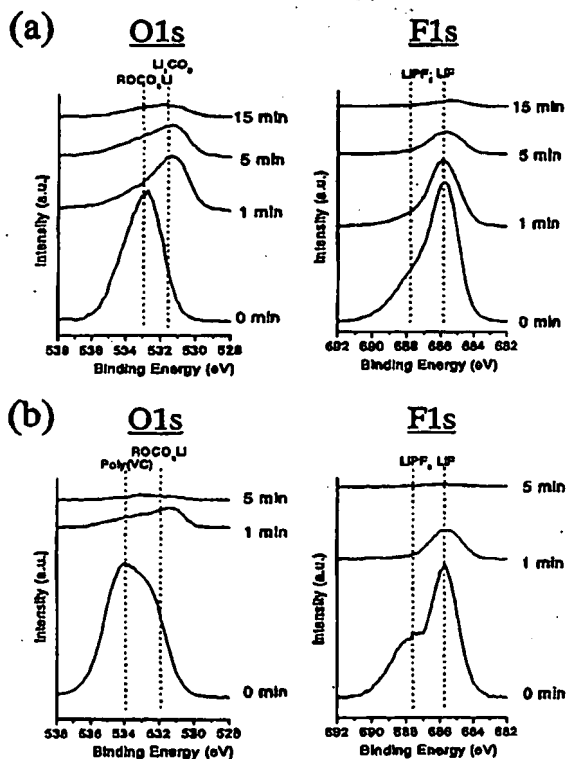 (a)
O1s
Li₂CO₃
ROCO₂Li
15 min
5 min
1 min
0 min
Intensity (a.u.)
538 536 534 532 530 528
Binding Energy (eV)
F1s
LiPF₆ LiF
15 min
5 min
1 min
0 min
Intensity (a.u.)
692 690 688 686 684 682
Binding Energy (eV)
(b)
O1s
ROCO₂Li
Poly(VC)
5 min
1 min
0 min
Intensity (a.u.)
538 536 534 532 530 528
Binding Energy (eV)
F1s
LiPF₆ LiF
5 min
1 min
0 min
Intensity (a.u.)
692 690 688 686 684 682
Binding Energy (eV)